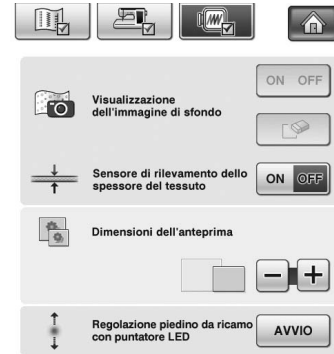 ON OFF
Visualizzazione
dell'immagine di sfondo
Sensore di rilevamento dello
spessore del tessuto
ON OFF
Dimensioni dell'anteprima
Regolazione piedino da ricamo
con puntatore LED
AVVIO